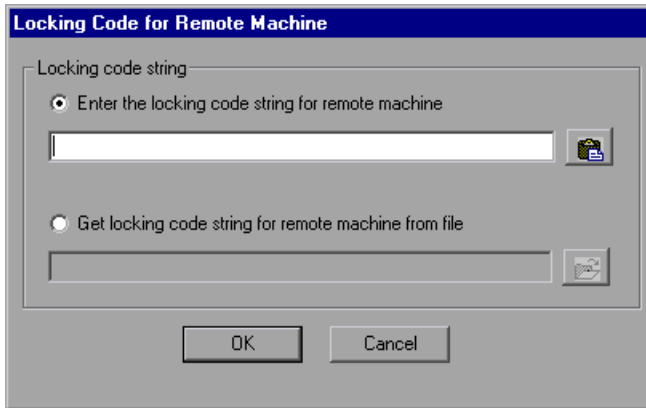 Locking Code for Remote Machine
Locking code string
Enter the locking code string for remote machine
Get locking code string for remote machine from file
OK
Cancel